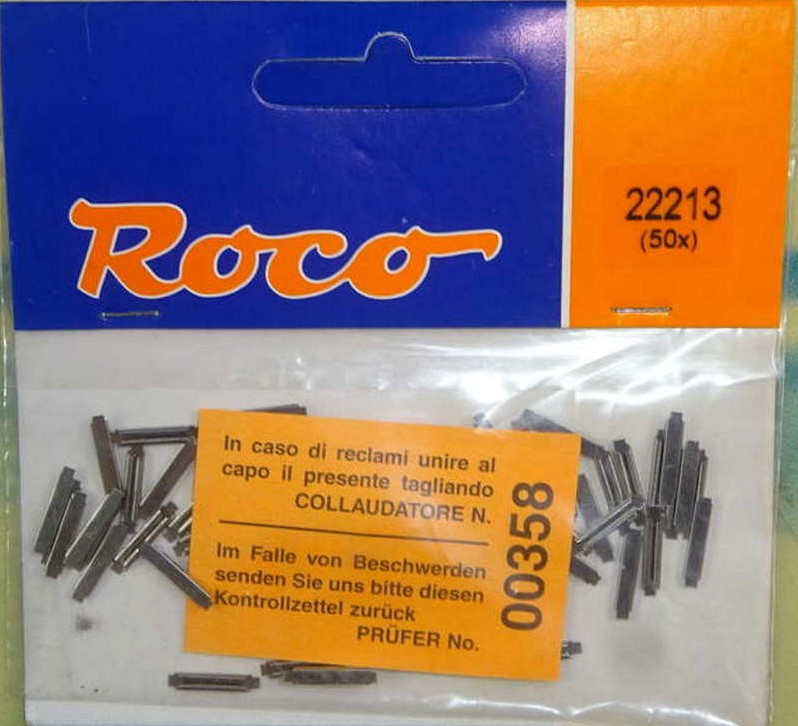 Roco
22213
(50x)
In caso di reclami unire al
capo il presente tagliando
COLLAUDATORE N.
Im Falle von Beschwerden
senden Sie uns bitte diesen
Kontrollzettel zurück
PRÜFER No.
00358